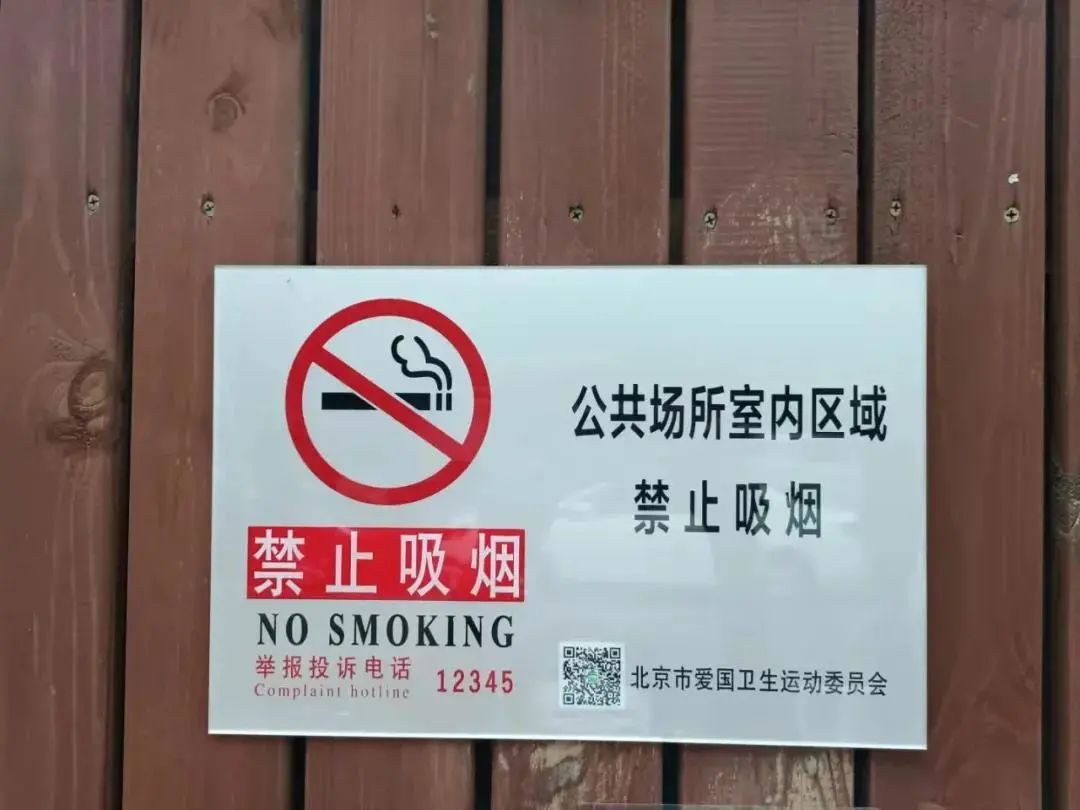 禁止吸烟
NO SMOKING
举报投诉电话
Complaint hotline
12345
公共场所室内区域
禁止吸烟
北京市爱国卫生运动委员会